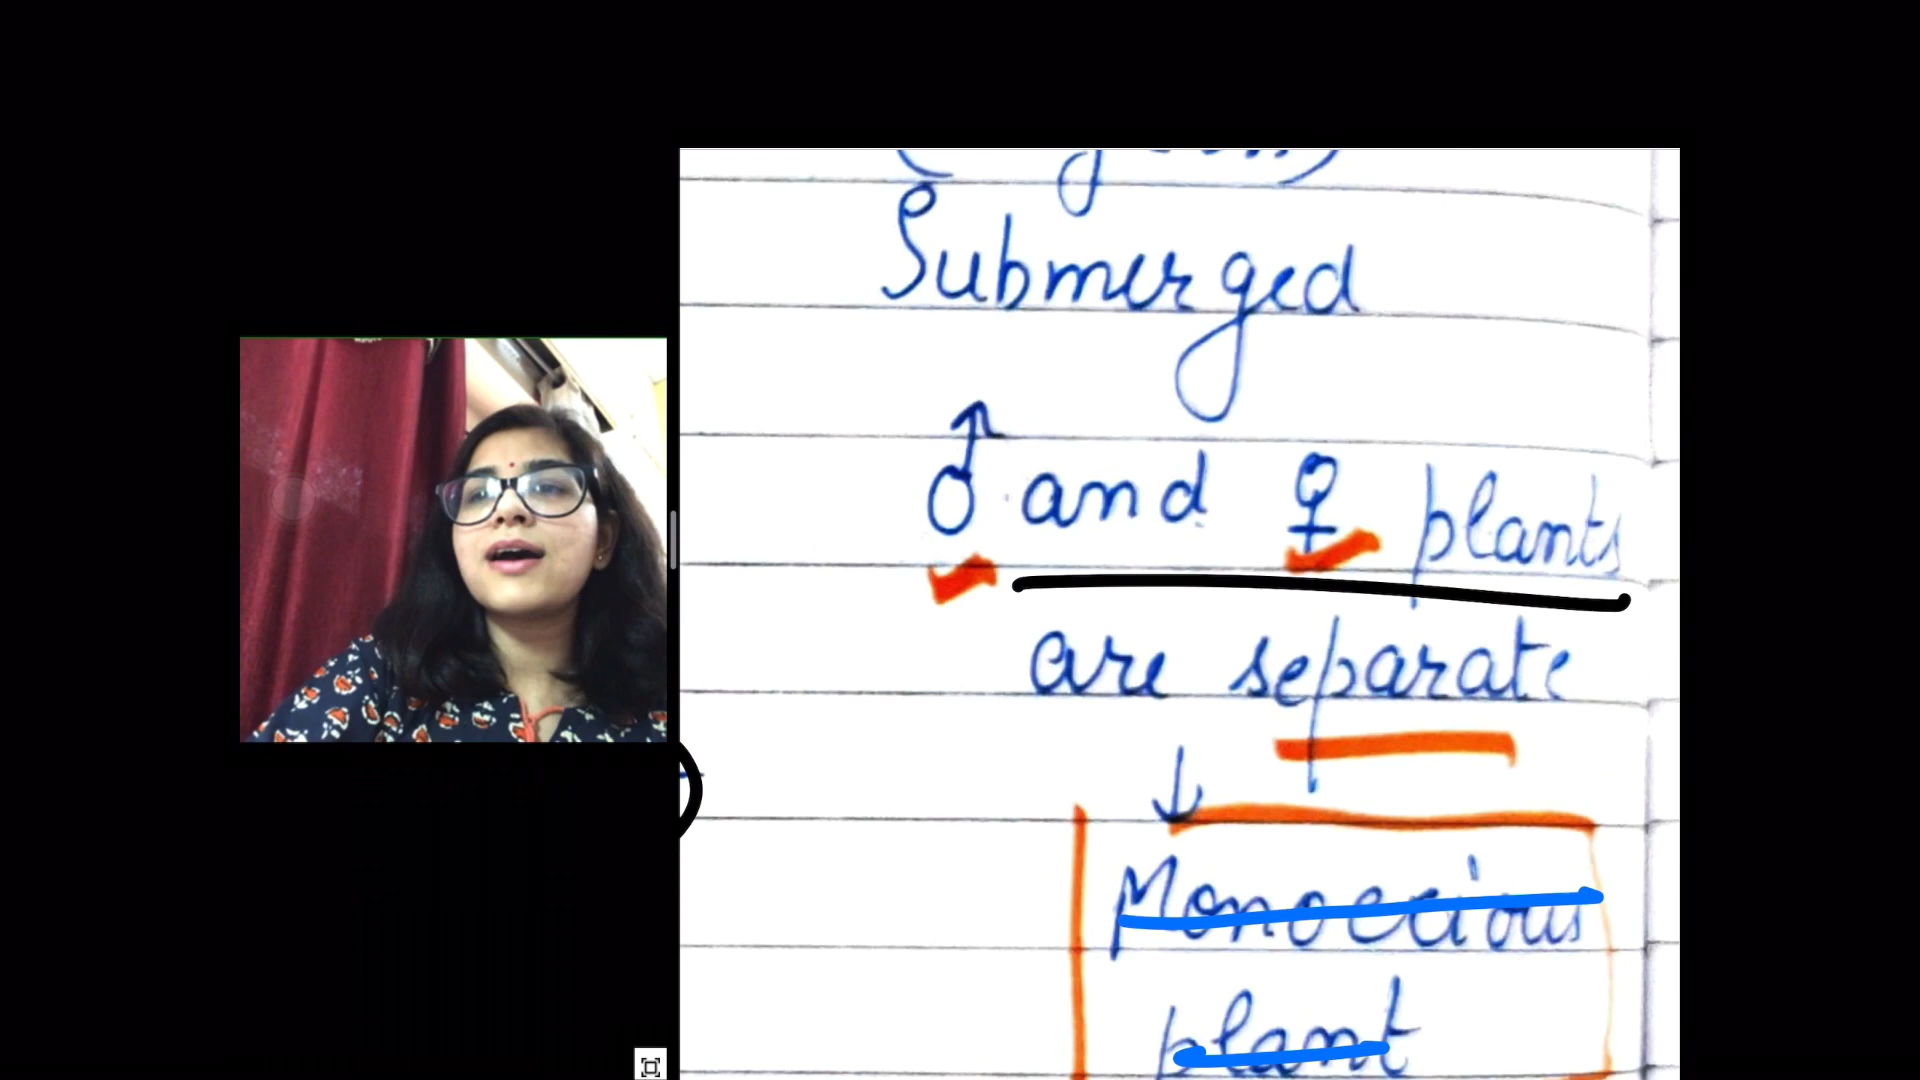 Submerged
♂ and ♀ plants
are separate
↓
Monoecious
plant